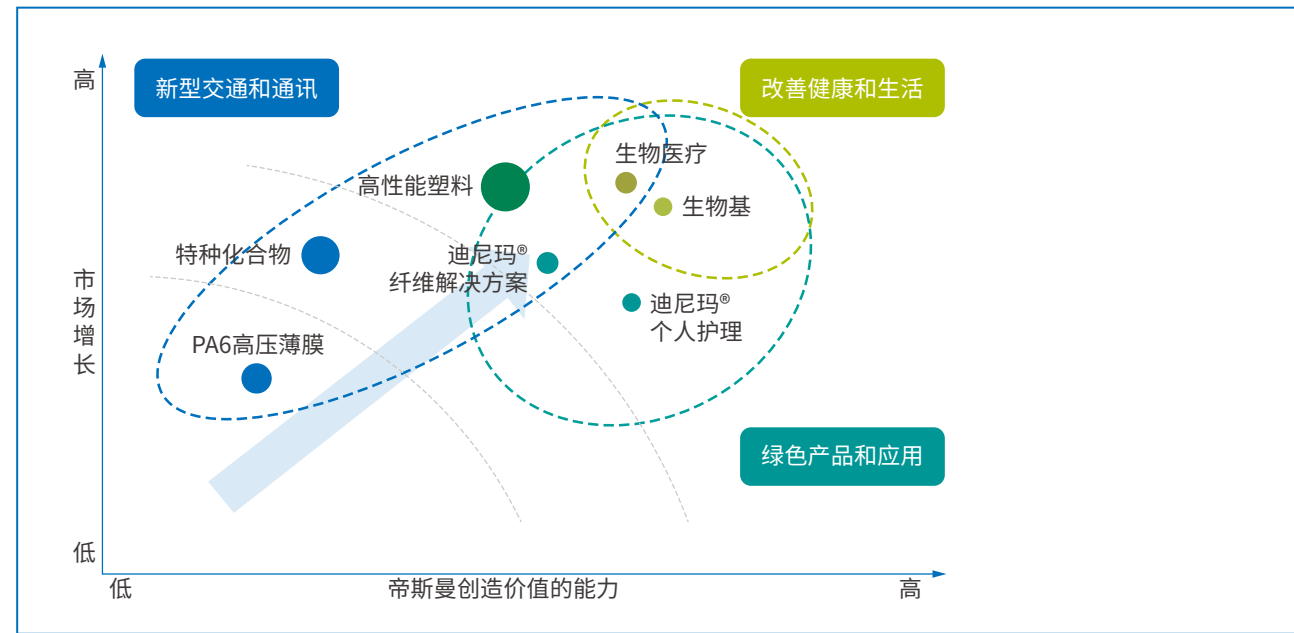 高
新型交通和通讯
改善健康和生活
生物医疗
高性能塑料
生物基
特种化合物
迪尼玛®
纤维解决方案
迪尼玛®
个人护理
市
场
增
长
PA6高压薄膜
绿色产品和应用
低
低
帝斯曼创造价值的能力
高